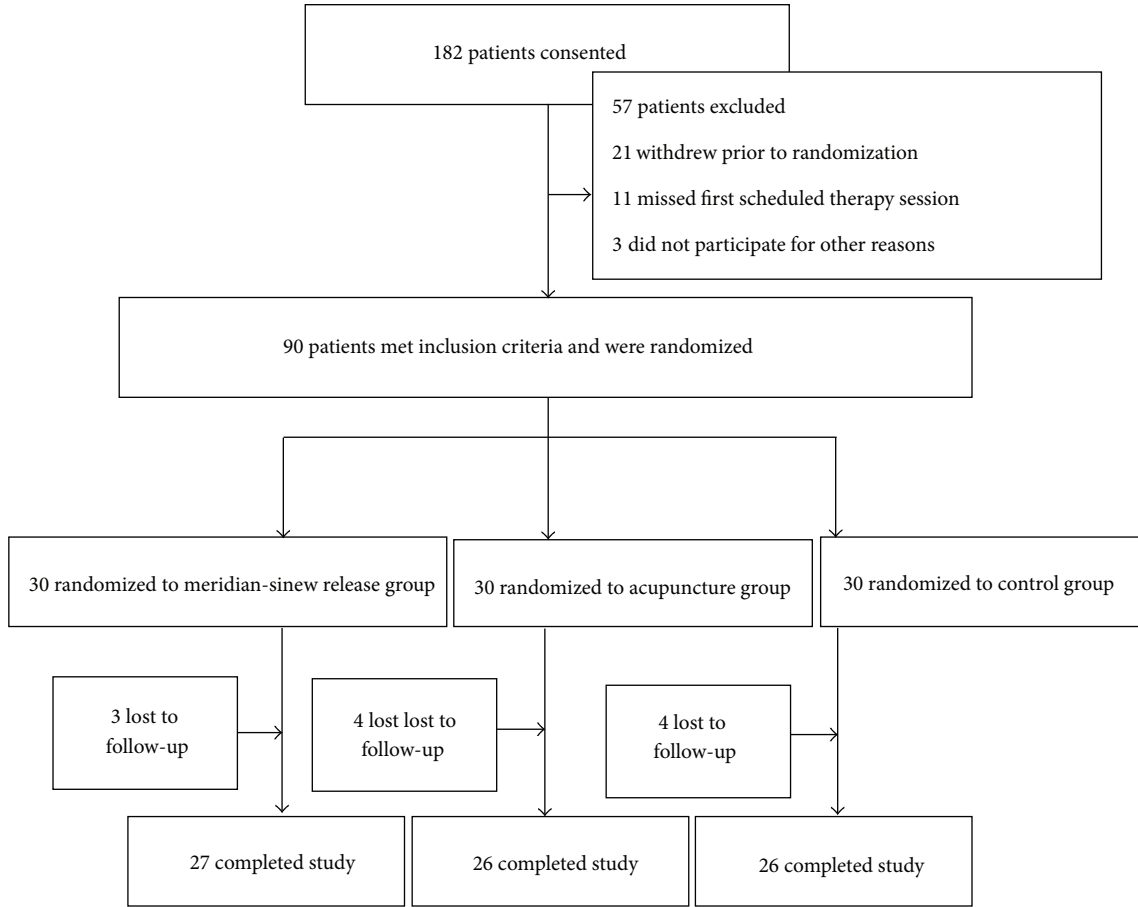 182 patients consented
57 patients excluded
21 withdrew prior to randomization
11 missed first scheduled therapy session
3 did not participate for other reasons
90 patients met inclusion criteria and were randomized
30 randomized to meridian-sinew release group
30 randomized to acupuncture group
30 randomized to control group
3 lost to
follow-up
4 lost lost to
follow-up
4 lost to
follow-up
27 completed study
26 completed study
26 completed study